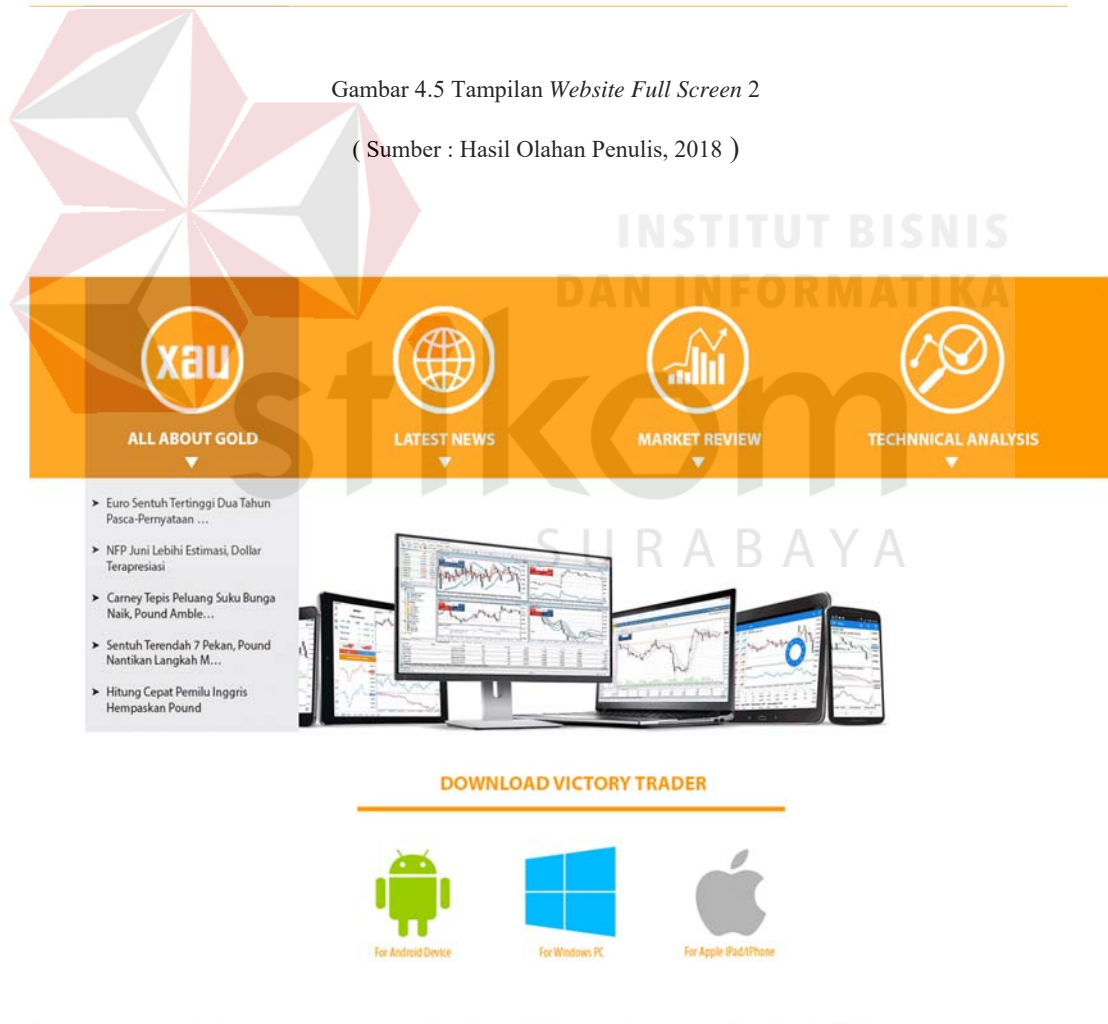 Gambar 4.5 Tampilan Website Full Screen 2
( Sumber : Hasil Olahan Penulis, 2018 )
INSTITUT BISNIS
DAN INFORMATIKA
stikom
SURABAYA
xau
ALL ABOUT GOLD
LATEST NEWS
MARKET REVIEW
TECHNNICAL ANALYSIS
➤ Euro Sentuh Tertinggi Dua Tahun
Pasca-Pernyataan ...
➤ NFP Juni Lebihi Estimasi, Dollar
Terapresiasi
➤ Carney Tepis Peluang Suku Bunga
Naik, Pound Amble...
➤ Sentuh Terendah 7 Pekan, Pound
Nantikan Langkah M...
➤ Hitung Cepat Pemilu Inggris
Hempaskan Pound
DOWNLOAD VICTORY TRADER
For Android Device
For Windows PC
For Apple iPad/iPhone